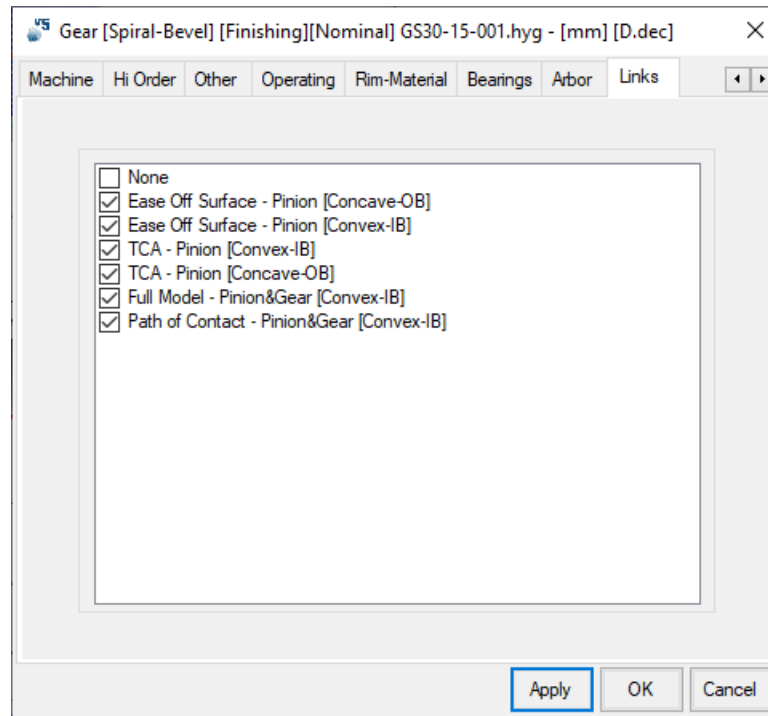 V5 Gear [Spiral-Bevel] [Finishing][Nominal] GS30-15-001.hyg - [mm] [D.dec]
Machine Hi Order Other Operating Rim-Material Bearings Arbor Links
None
Ease Off Surface - Pinion [Concave-OB]
Ease Off Surface - Pinion [Convex-IB]
TCA - Pinion [Convex-IB]
TCA - Pinion [Concave-OB]
Full Model - Pinion&Gear [Convex-IB]
Path of Contact - Pinion&Gear [Convex-IB]
Apply OK Cancel